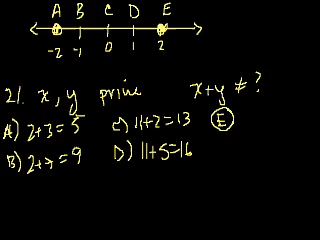 A B C D E
-2 -1 0 1 2
21. x, y prime x+y ≠ ?
A) 2+3=5 C) 11+2=13 E
B) 2+7=9 D) 11+5=16